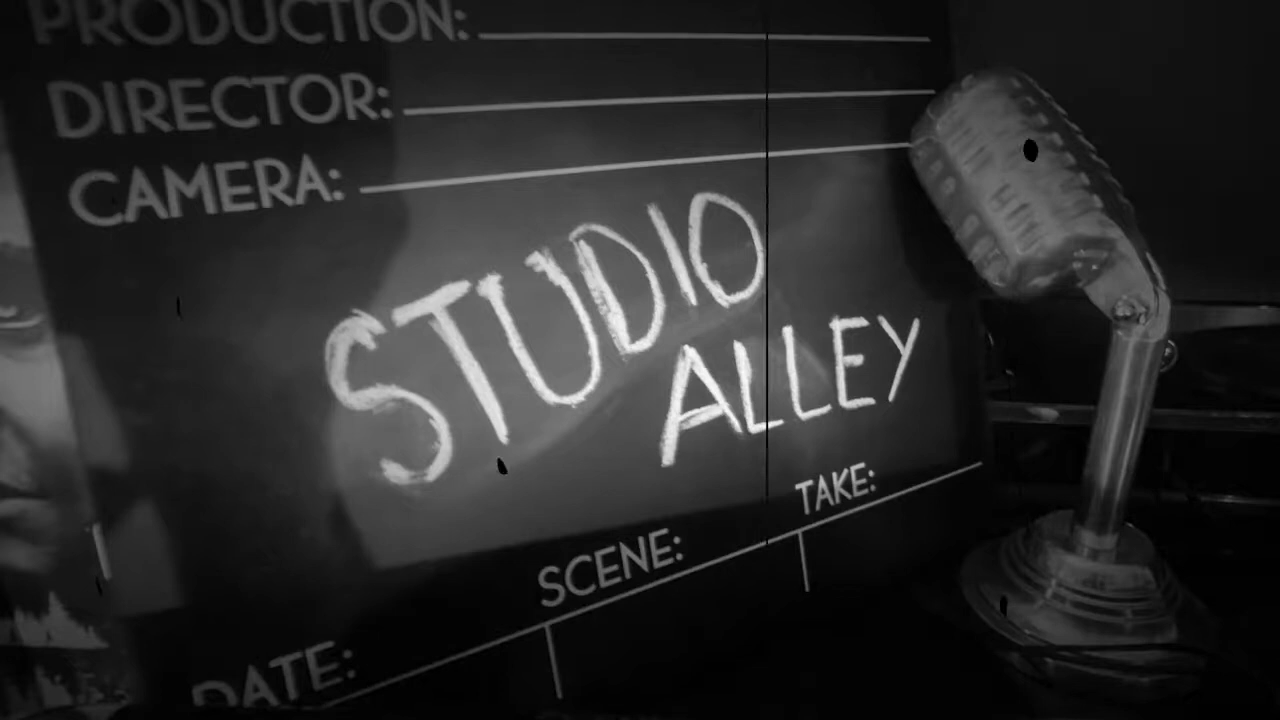 PRODUCTION:
DIRECTOR:
CAMERA:
STUDIO
ALLEY
SCENE:
TAKE:
DATE: